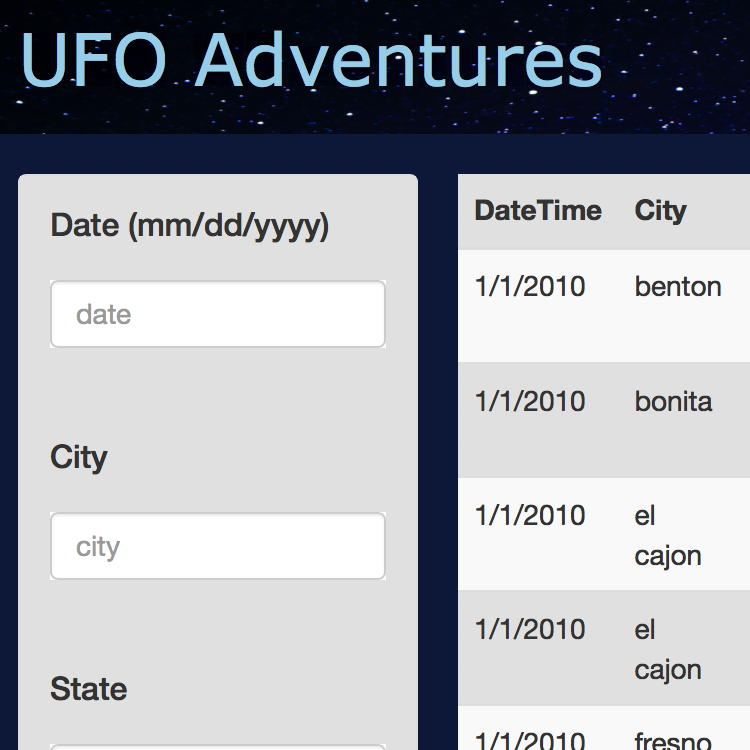 UFO Adventures
Date (mm/dd/yyyy)
date
City
city
State
DateTime City
1/1/2010 benton
1/1/2010 bonita
1/1/2010 el
cajon
1/1/2010 el
cajon
1/1/2010 fresno